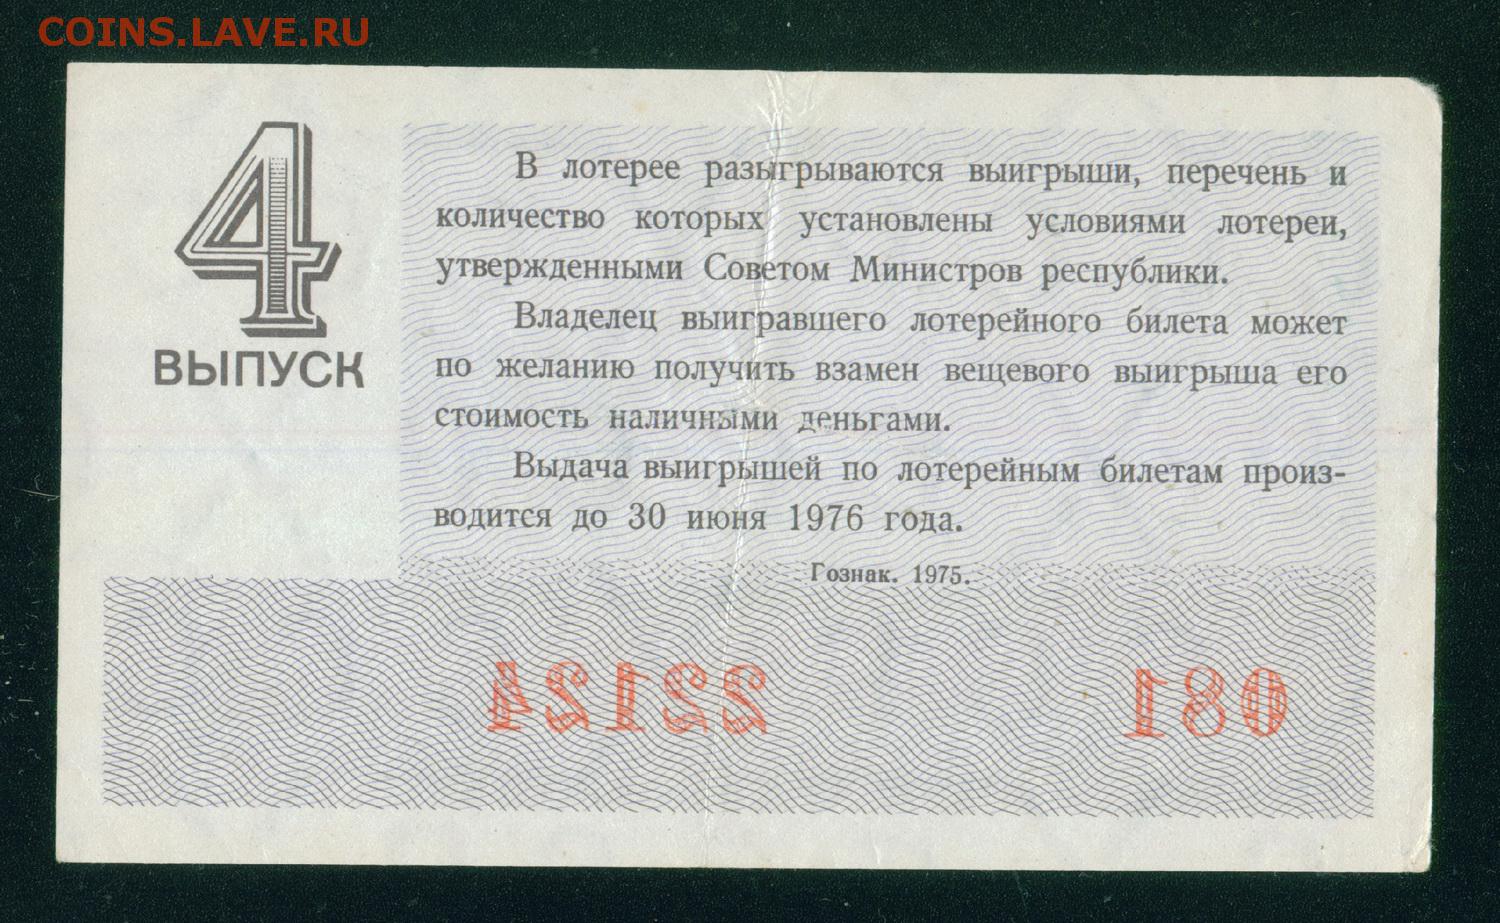 COINS.LAVE.RU
4
ВЫПУСК
В лотерее разыгрываются выигрыши, перечень и
количество которых установлены условиями лотереи,
утвержденными Советом Министров республики.
Владелец выигравшего лотерейного билета может
по желанию получить взамен вещевого выигрыша его
стоимость наличными деньгами.
Выдача выигрышей по лотерейным билетам произ-
водится до 30 июня 1976 года.
Гознак. 1975.
081 22124